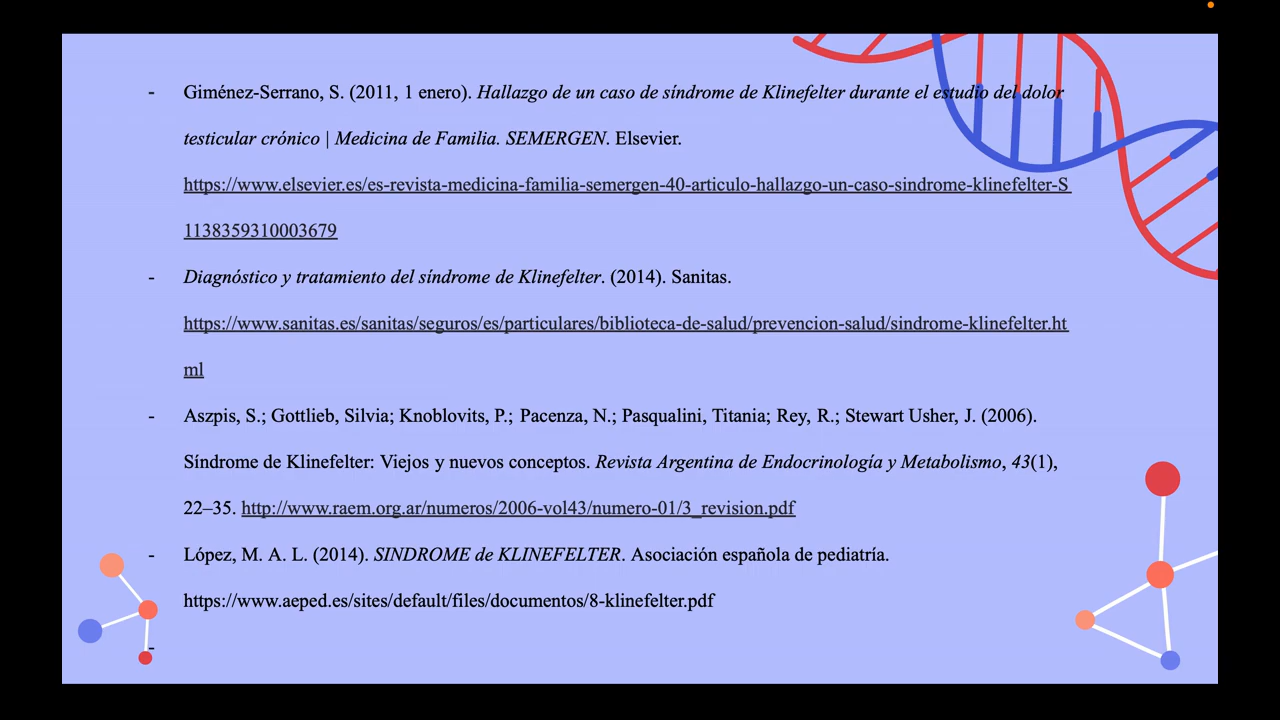 - Giménez-Serrano, S. (2011, 1 enero). Hallazgo de un caso de síndrome de Klinefelter durante el estudio del dolor
testicular crónico | Medicina de Familia. SEMERGEN. Elsevier.
https://www.elsevier.es/es-revista-medicina-familia-semergen-40-articulo-hallazgo-un-caso-sindrome-klinefelter-S
1138359310003679
- Diagnóstico y tratamiento del síndrome de Klinefelter. (2014). Sanitas.
https://www.sanitas.es/sanitas/seguros/es/particulares/biblioteca-de-salud/prevencion-salud/sindrome-klinefelter.ht
ml
- Aszpis, S.; Gottlieb, Silvia; Knoblovits, P.; Pacenza, N.; Pasqualini, Titania; Rey, R.; Stewart Usher, J. (2006).
Síndrome de Klinefelter: Viejos y nuevos conceptos. Revista Argentina de Endocrinología y Metabolismo, 43(1),
22–35. http://www.raem.org.ar/numeros/2006-vol43/numero-01/3_revision.pdf
- López, M. A. L. (2014). SINDROME de KLINEFELTER. Asociación española de pediatría.
https://www.aeped.es/sites/default/files/documentos/8-klinefelter.pdf
-